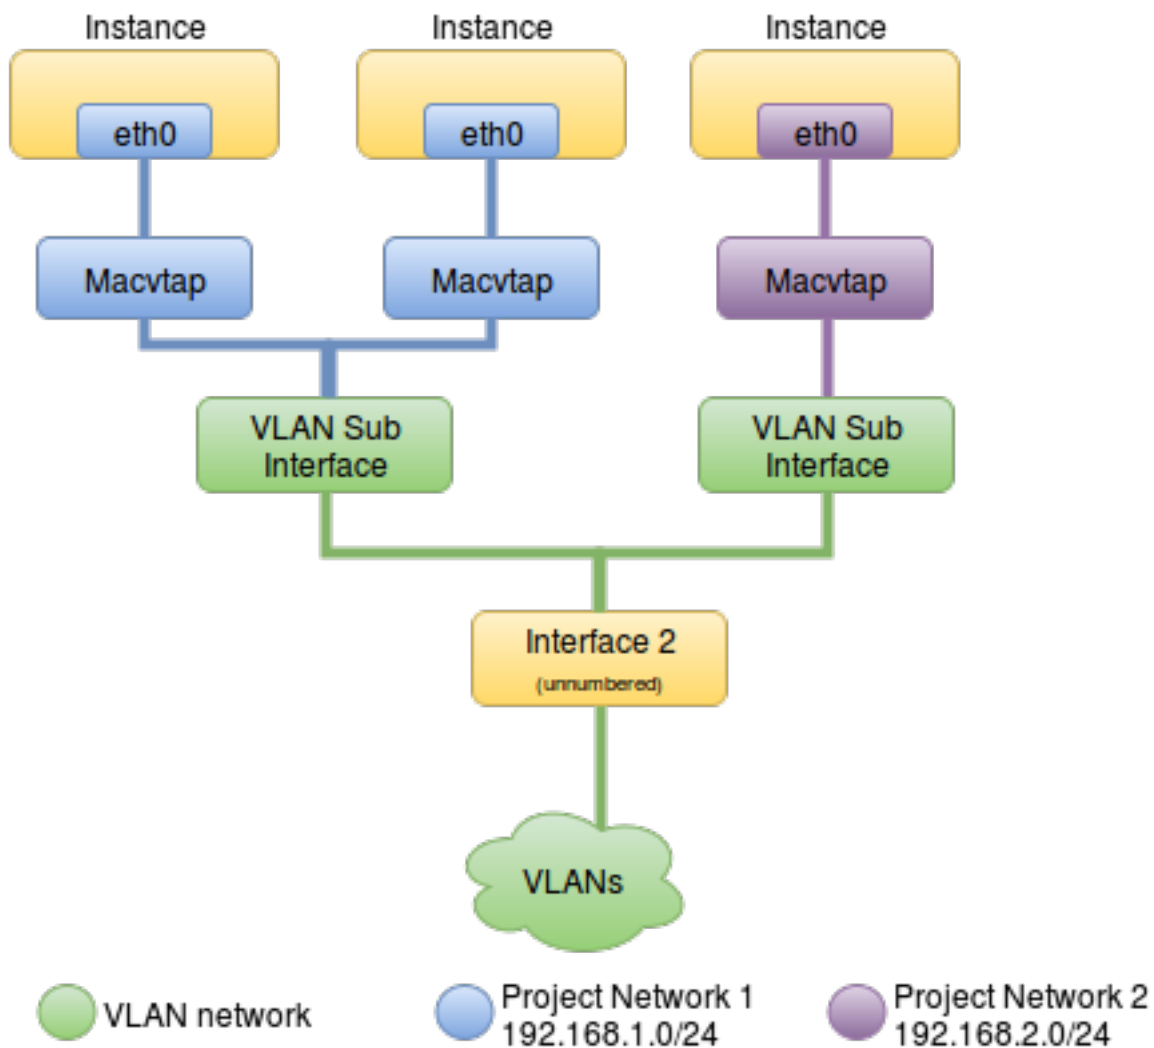 Instance
Instance
Instance
eth0
eth0
eth0
Macvtap
Macvtap
Macvtap
VLAN Sub
Interface
VLAN Sub
Interface
Interface 2
(unnumbered)
VLANs
VLAN network
Project Network 1
192.168.1.0/24
Project Network 2
192.168.2.0/24